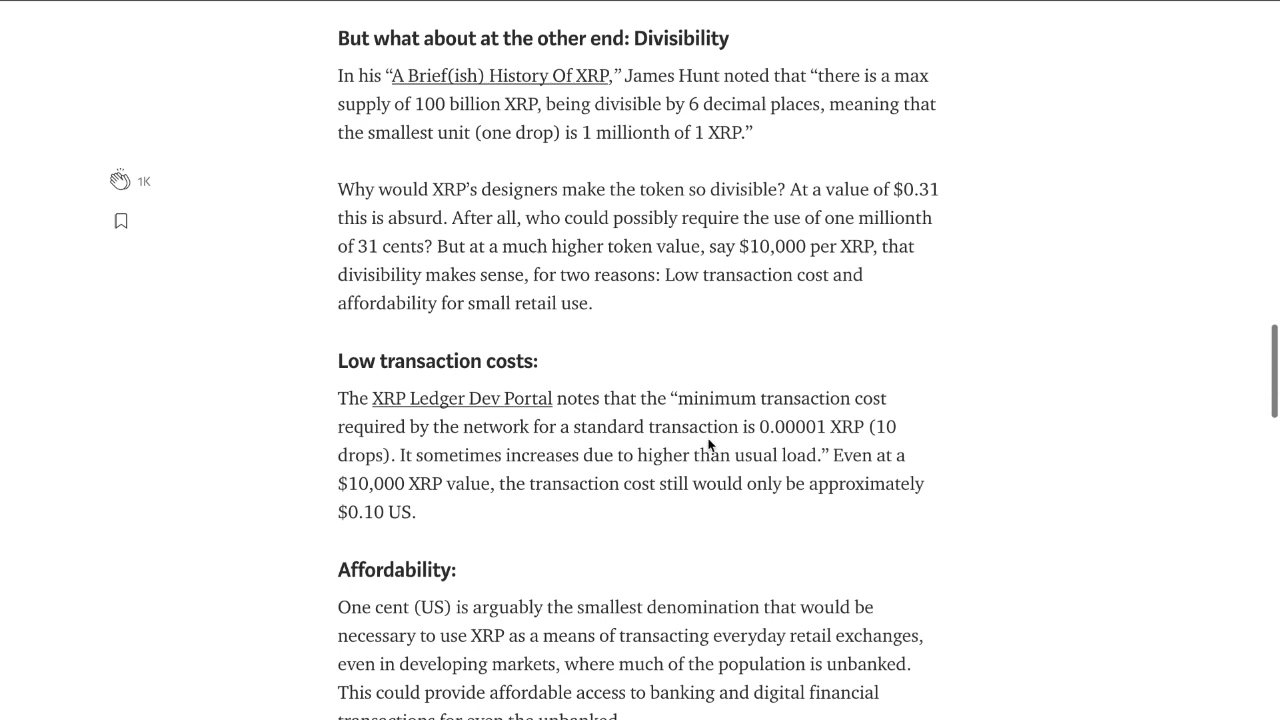 But what about at the other end: Divisibility
In his “A Brief(ish) History Of XRP,” James Hunt noted that “there is a max
supply of 100 billion XRP, being divisible by 6 decimal places, meaning that
the smallest unit (one drop) is 1 millionth of 1 XRP.”
1K
Why would XRP’s designers make the token so divisible? At a value of $0.31
this is absurd. After all, who could possibly require the use of one millionth
of 31 cents? But at a much higher token value, say $10,000 per XRP, that
divisibility makes sense, for two reasons: Low transaction cost and
affordability for small retail use.
Low transaction costs:
The XRP Ledger Dev Portal notes that the “minimum transaction cost
required by the network for a standard transaction is 0.00001 XRP (10
drops). It sometimes increases due to higher than usual load.” Even at a
$10,000 XRP value, the transaction cost still would only be approximately
$0.10 US.
Affordability:
One cent (US) is arguably the smallest denomination that would be
necessary to use XRP as a means of transacting everyday retail exchanges,
even in developing markets, where much of the population is unbanked.
This could provide affordable access to banking and digital financial
transactions for even the unbanked.